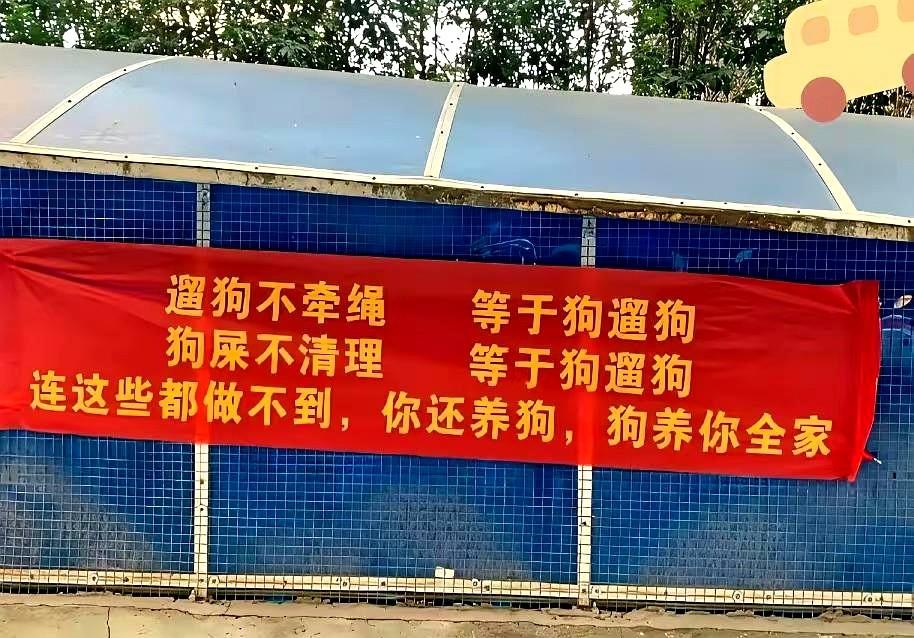 遛狗不牵绳 等于狗遛狗
狗屎不清理 等于狗遛狗
连这些都做不到，你还养狗，狗养你全家